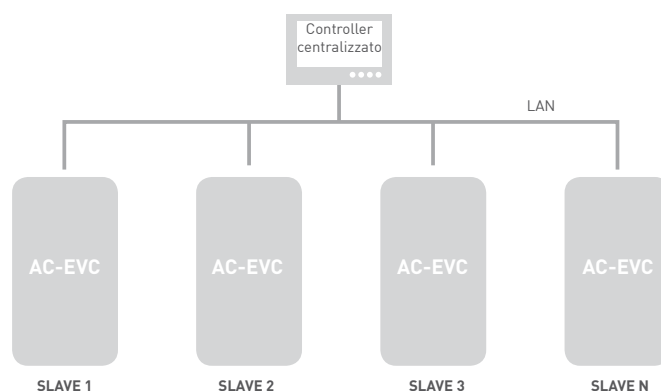 Controller
centralizzato
LAN
AC-EVC AC-EVC AC-EVC AC-EVC
SLAVE 1 SLAVE 2 SLAVE 3 SLAVE N